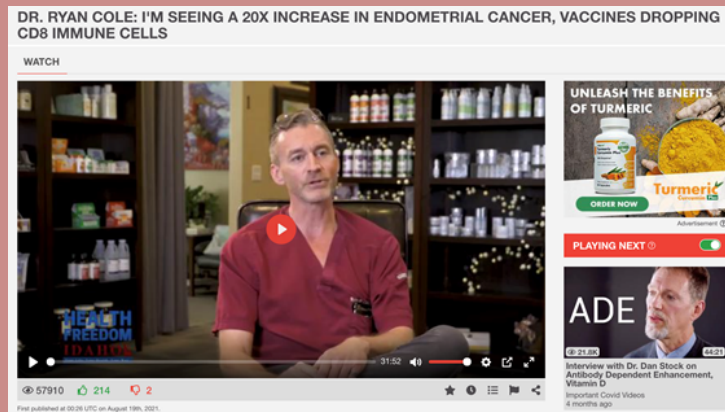 DR. RYAN COLE: I'M SEEING A 20X INCREASE IN ENDOMETRIAL CANCER, VACCINES DROPPING
CD8 IMMUNE CELLS
WATCH
HEALTH
FREEDOM
IDAHO
31:52
57910
214
2
First published at 00:26 UTC on August 19th, 2021.
UNLEASH THE BENEFITS
OF TURMERIC
Turmeric
ORDER NOW
Advertisement
PLAYING NEXT
ADE
21.8K
44:21
Interview with Dr. Dan Stock on
Antibody Dependent Enhancement,
Vitamin D
Important Covid Videos
4 months ago